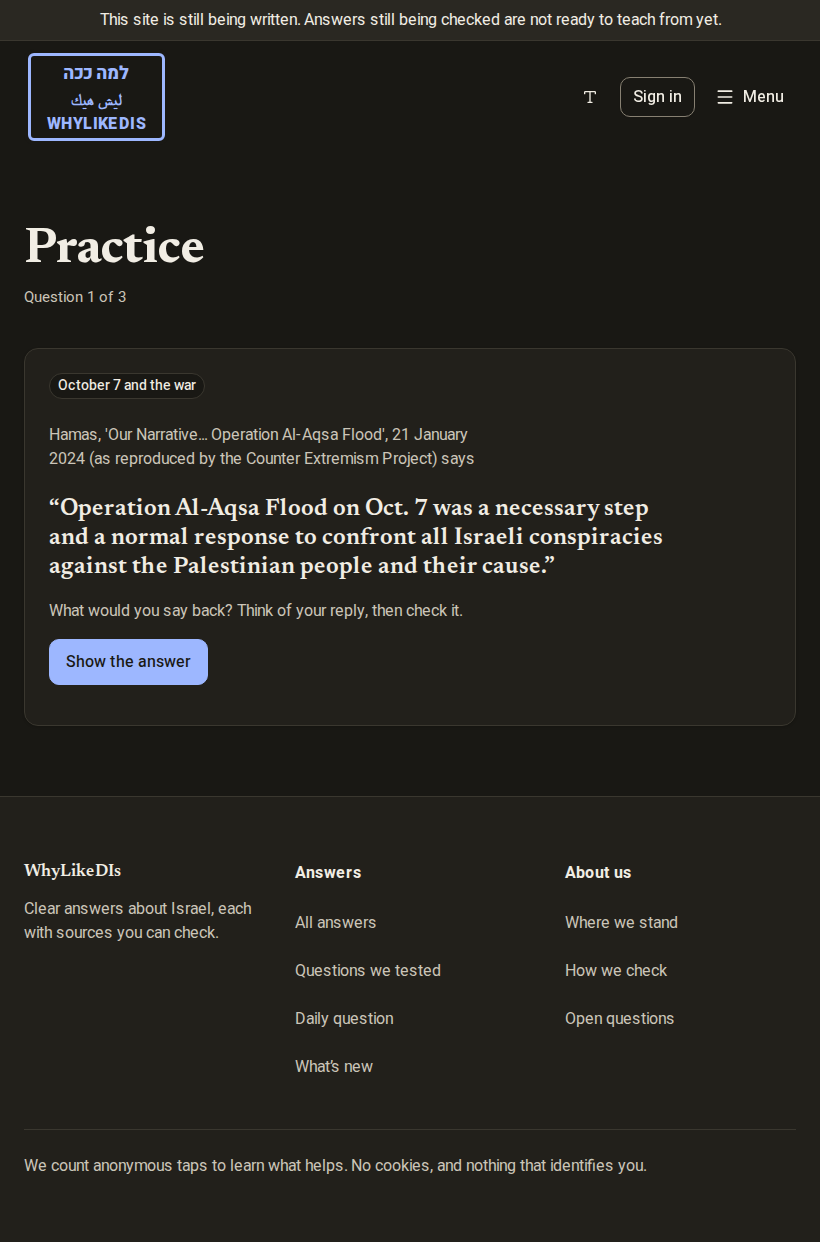 This site is still being written. Answers still being checked are not ready to teach from yet.
למה ככה
ليش هيك
WHYLIKEDIS
T
Sign in
Menu
Practice
Question 1 of 3
October 7 and the war
Hamas, 'Our Narrative... Operation Al-Aqsa Flood', 21 January
2024 (as reproduced by the Counter Extremism Project) says
“Operation Al-Aqsa Flood on Oct. 7 was a necessary step
and a normal response to confront all Israeli conspiracies
against the Palestinian people and their cause.”
What would you say back? Think of your reply, then check it.
Show the answer
WhyLikeDIs
Clear answers about Israel, each
with sources you can check.
Answers
All answers
Questions we tested
Daily question
What’s new
About us
Where we stand
How we check
Open questions
We count anonymous taps to learn what helps. No cookies, and nothing that identifies you.